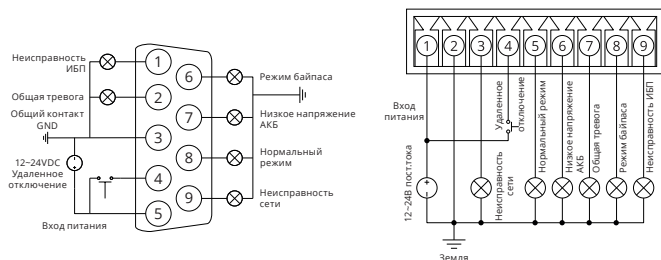 Неисправность
ИБП
Общая тревога
Общий контакт
GND
12~24VDC
Удаленное
отключение
Вход питания
1
2
3
4
5
6
7
8
9
Режим байпаса
Низкое напряжение
АКБ
Нормальный
режим
Неисправность
сети
1
2
3
4
5
6
7
8
9
Вход
питания
12~24В пост.тока
Неисправность
сети
Удаленное
отключение
Нормальный режим
Низкое напряжение
АКБ
Общая тревога
Режим байпаса
Неисправность ИБП
+
−
Земля